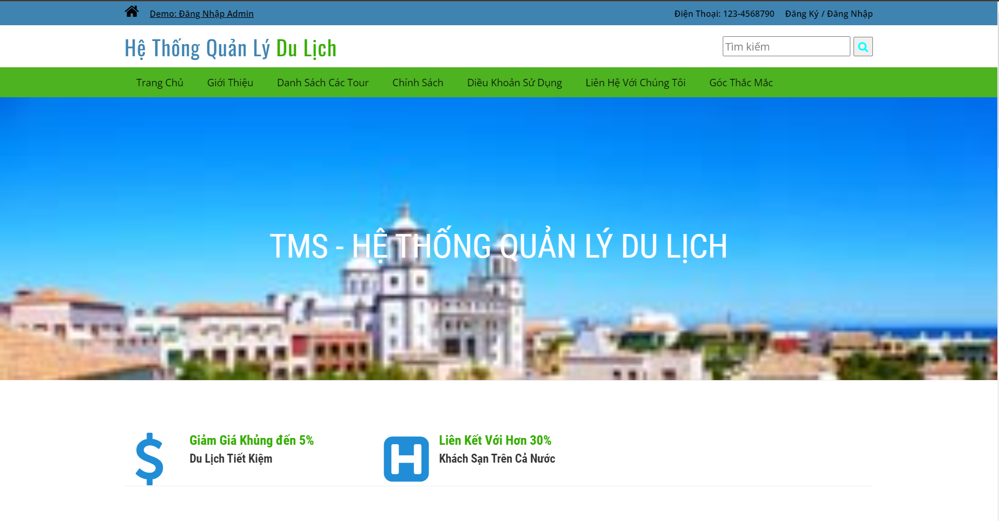 Demo: Đăng Nhập Admin
Điện Thoại: 123-4568790 Đăng Ký / Đăng Nhập
Hệ Thống Quản Lý Du Lịch
Tìm kiếm
Trang Chủ Giới Thiệu Danh Sách Các Tour Chính Sách Diều Khoản Sử Dụng Liên Hệ Với Chúng Tôi Góc Thắc Mắc
TMS - HỆ THỐNG QUẢN LÝ DU LỊCH
Giảm Giá Khủng đến 5%
Du Lịch Tiết Kiệm
Liên Kết Với Hơn 30%
Khách Sạn Trên Cả Nước